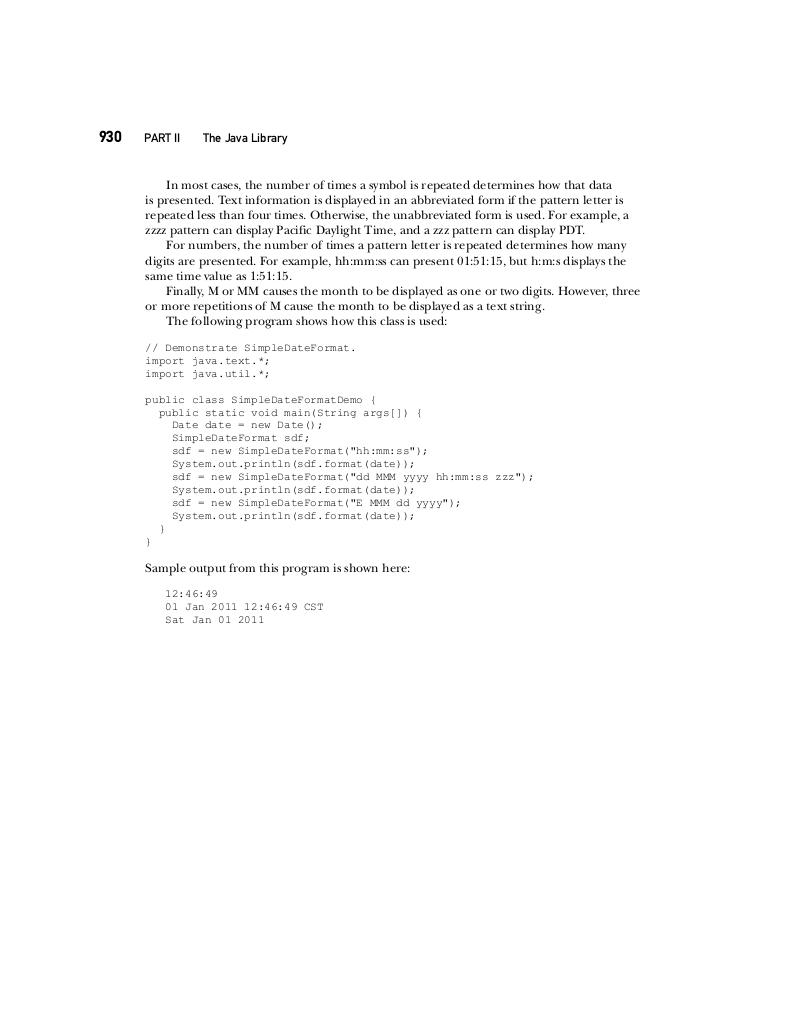 930 PART II The Java Library
In most cases, the number of times a symbol is repeated determines how that data
is presented. Text information is displayed in an abbreviated form if the pattern letter is
repeated less than four times. Otherwise, the unabbreviated form is used. For example, a
zzzz pattern can display Pacific Daylight Time, and a zzz pattern can display PDT.
For numbers, the number of times a pattern letter is repeated determines how many
digits are presented. For example, hh:mm:ss can present 01:51:15, but h:m:s displays the
same time value as 1:51:15.
Finally, M or MM causes the month to be displayed as one or two digits. However, three
or more repetitions of M cause the month to be displayed as a text string.
The following program shows how this class is used:
// Demonstrate SimpleDateFormat.
import java.text.*;
import java.util.*;
public class SimpleDateFormatDemo {
public static void main(String args[]) {
Date date = new Date();
SimpleDateFormat sdf;
sdf = new SimpleDateFormat("hh:mm:ss");
System.out.println(sdf.format(date));
sdf = new SimpleDateFormat("dd MMM yyyy hh:mm:ss zzz");
System.out.println(sdf.format(date));
sdf = new SimpleDateFormat("E MMM dd yyyy");
System.out.println(sdf.format(date));
}
}
Sample output from this program is shown here:
12:46:49
01 Jan 2011 12:46:49 CST
Sat Jan 01 2011